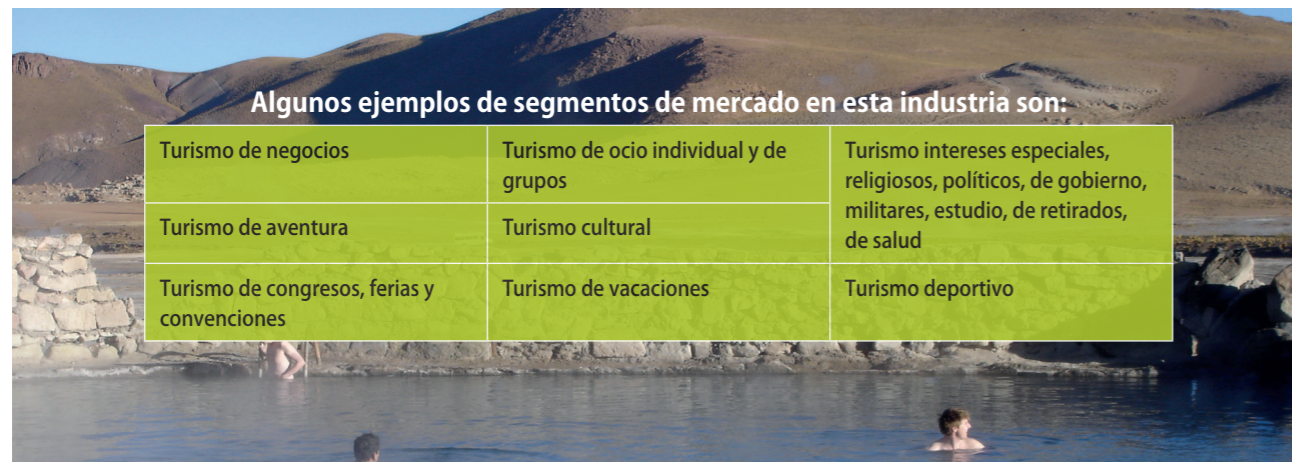 Algunos ejemplos de segmentos de mercado en esta industria son:
Turismo de negocios
Turismo de ocio individual y de
grupos
Turismo intereses especiales,
religiosos, políticos, de gobierno,
militares, estudio, de retirados,
de salud
Turismo de aventura
Turismo cultural
Turismo de congresos, ferias y
convenciones
Turismo de vacaciones
Turismo deportivo